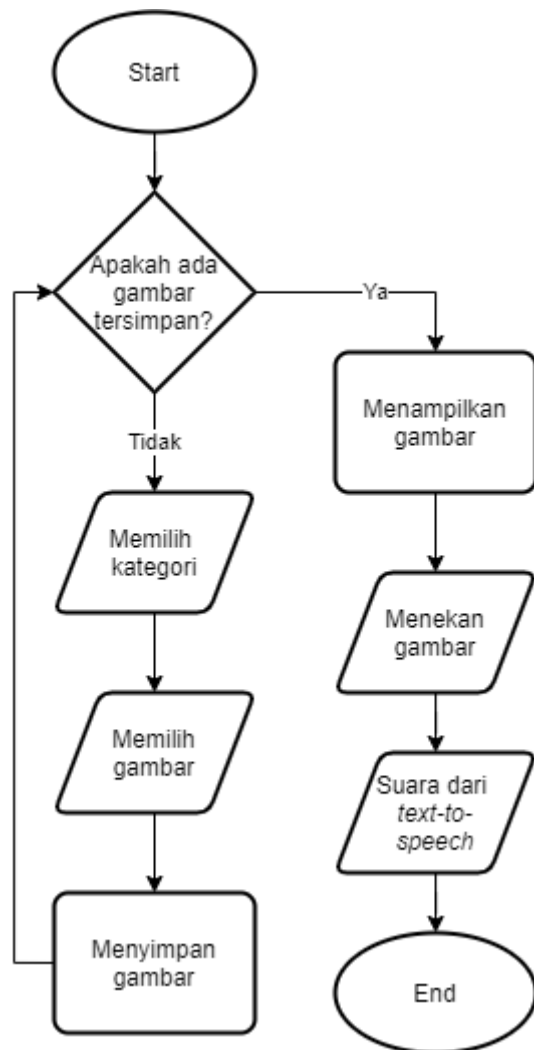 Start
Apakah ada
gambar
tersimpan?
Ya
Tidak
Menampilkan
gambar
Memilih
kategori
Menekan
gambar
Memilih
gambar
Suara dari
text-to-
speech
Menyimpan
gambar
End